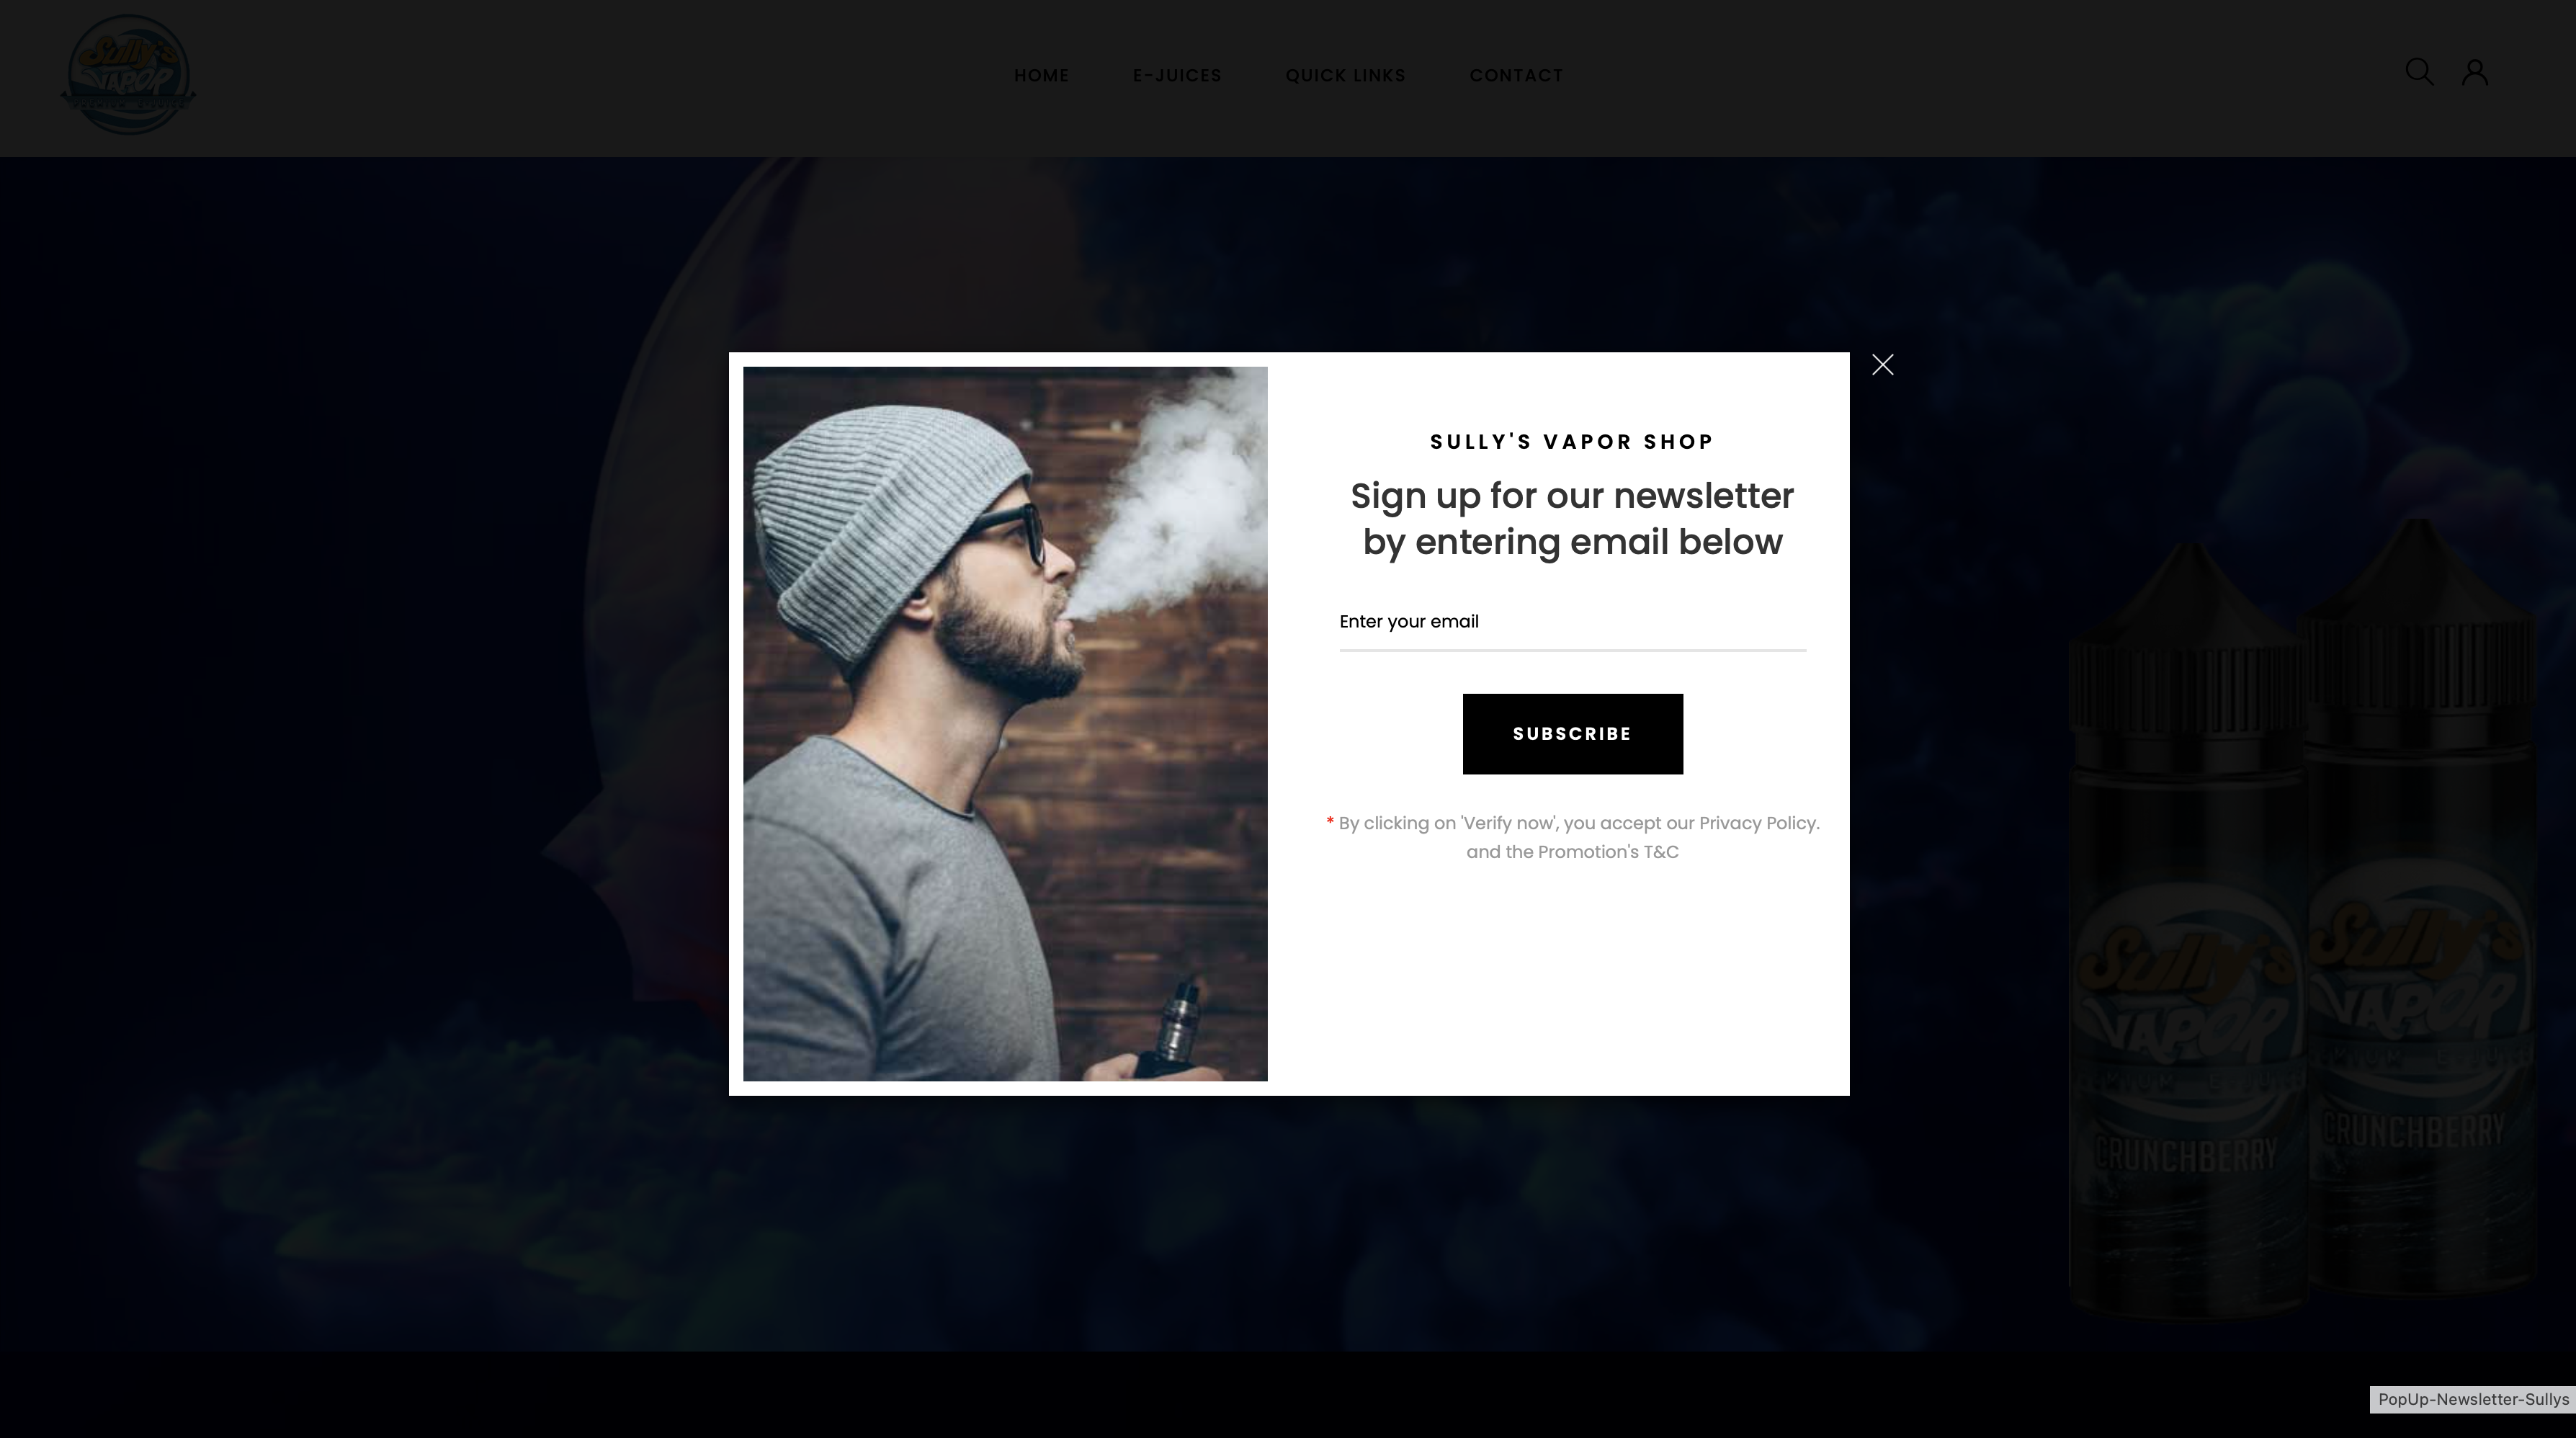 Sully's
VAPOR
HOME
E-JUICES
QUICK LINKS
CONTACT
SULLY'S VAPOR SHOP
Sign up for our newsletter
by entering email below
Enter your email
SUBSCRIBE
* By clicking on 'Verify now', you accept our Privacy Policy.
and the Promotion's T&C
Sully's
VAPOR
CRUNCHBERRY
Sully's
VAPOR
CRUNCHBERRY
PopUp-Newsletter-Sullys